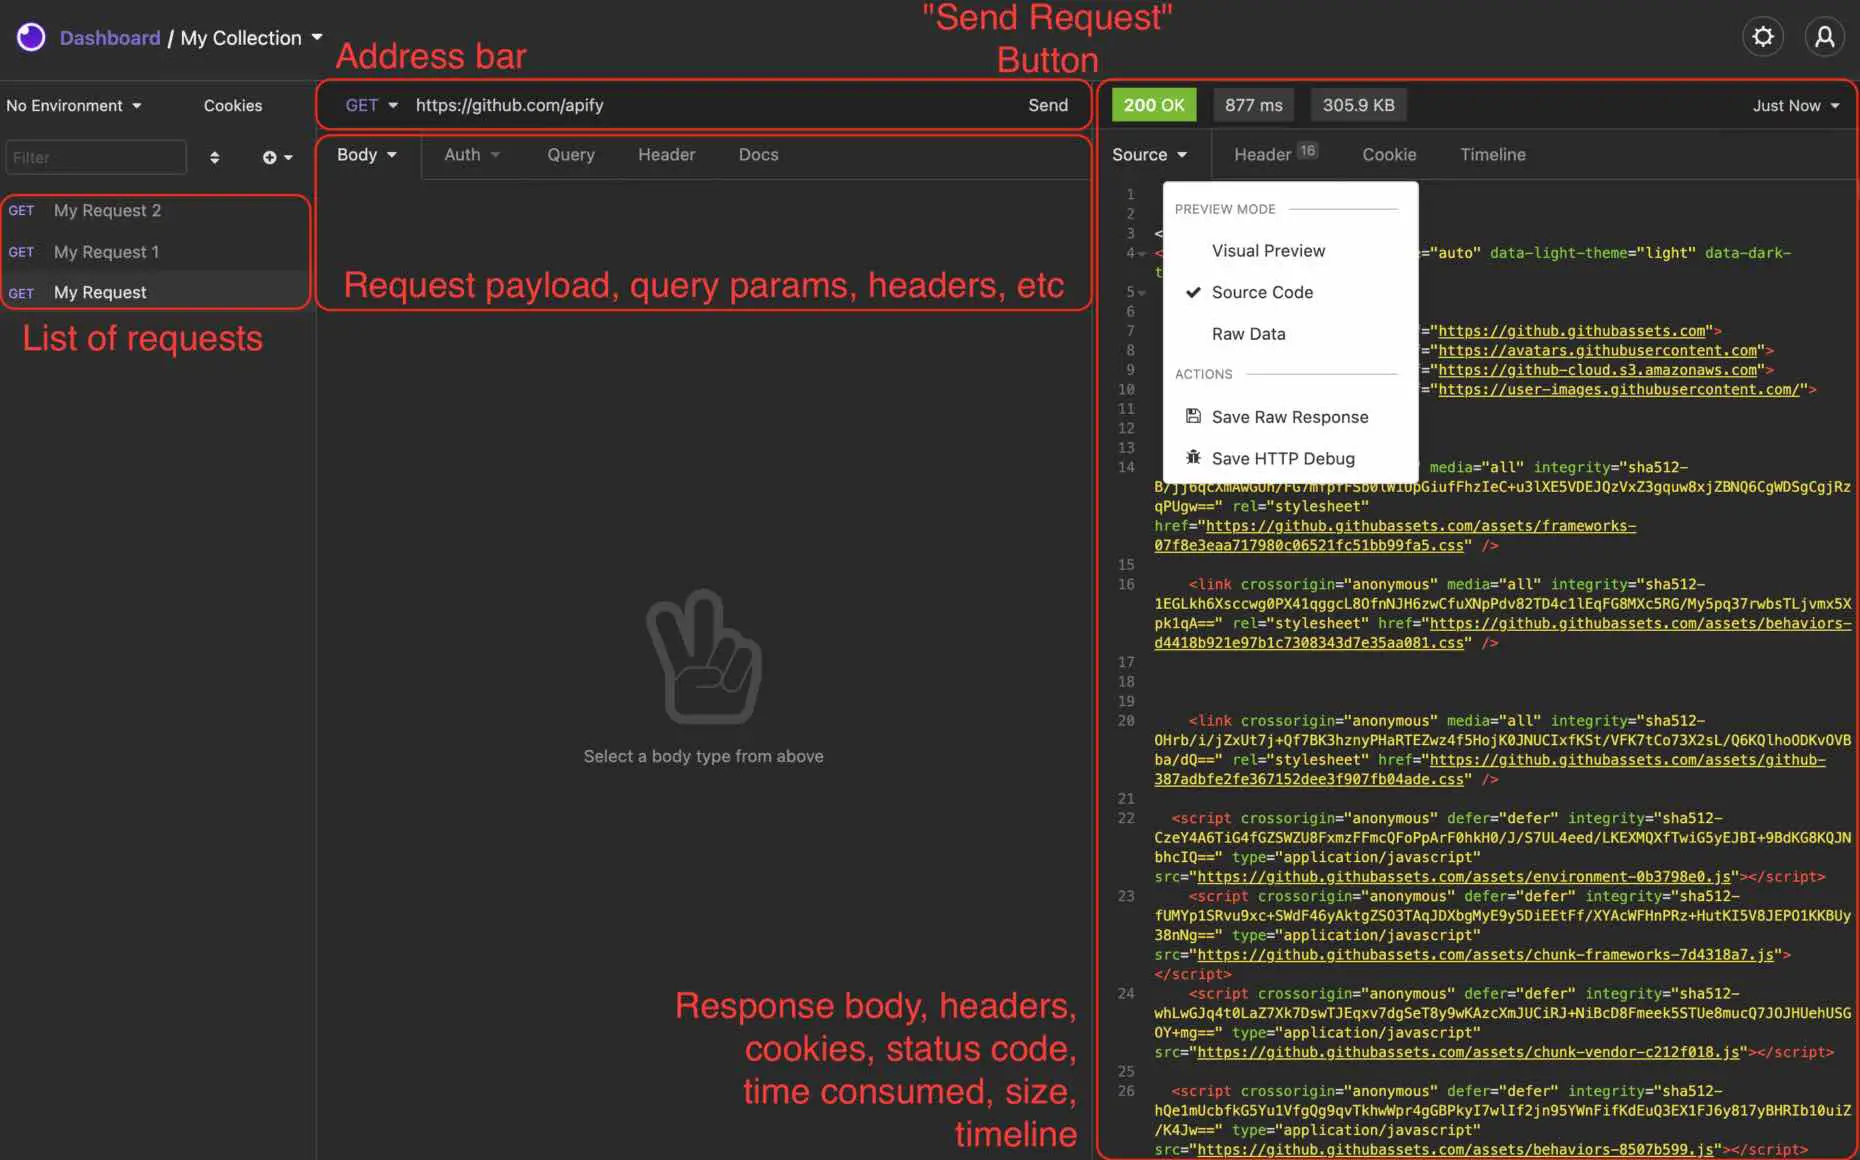 Dashboard / My Collection
Address bar
"Send Request"
Button
No Environment
Cookies
GET
https://github.com/apify
Send
200 OK
877 ms
305.9 KB
Just Now
Filter
Body
Auth
Query
Header
Docs
Source
Header 16
Cookie
Timeline
GET My Request 2
GET My Request 1
GET My Request
List of requests
Request payload, query params, headers, etc
Select a body type from above
Response body, headers,
cookies, status code,
time consumed, size,
timeline
PREVIEW MODE
Visual Preview
Source Code
Raw Data
ACTIONS
Save Raw Response
Save HTTP Debug
1
2
3 <
4 < ="auto" data-light-theme="light" data-dark-
t
5
6
7 ="https://github.githubassets.com">
8 ="https://avatars.githubusercontent.com">
9 ="https://github-cloud.s3.amazonaws.com">
10 ="https://user-images.githubusercontent.com/">
11
12
13
14 media="all" integrity="sha512-
qPUgw==" rel="stylesheet"
href="https://github.githubassets.com/assets/frameworks-
07f8e3eaa717980c06521fc51bb99fa5.css" />
15
16 <link crossorigin="anonymous" media="all" integrity="sha512-
1EGLkh6Xsccwg0PX41qggcL8OfnNJH6zwCfuXNpPdv82TD4c1lEqFG8MXc5RG/My5pq37rwbsTLjvmx5X
pk1qA==" rel="stylesheet" href="https://github.githubassets.com/assets/behaviors-
d4418b921e97b1c7308343d7e35aa081.css" />
17
18
19
20 <link crossorigin="anonymous" media="all" integrity="sha512-
OHrb/i/jZxUt7j+Qf7BK3hznyPHaRTEZwz4f5HojK0JNUCIxfKSt/VFK7tCo73X2sL/Q6KQlhoODKvOVB
ba/dQ==" rel="stylesheet" href="https://github.githubassets.com/assets/github-
387adbfe2fe367152dee3f907fb04ade.css" />
21
22 <script crossorigin="anonymous" defer="defer" integrity="sha512-
CzeY4A6TiG4fGZSWZU8FxmzFFmcQFoPpArF0hkH0/J/S7UL4eed/LKEXMQXfTwiG5yEJBI+9BdKG8KQJN
bhcIQ==" type="application/javascript"
src="https://github.githubassets.com/assets/environment-0b3798e0.js"></script>
23 <script crossorigin="anonymous" defer="defer" integrity="sha512-
fUMYp1SRvu9xc+SWdF46yAktgZSO3TAqJDXbgMyE9y5DiEEtFf/XYAcWFHnPRz+HutKI5V8JEPO1KKBUy
38nNg==" type="application/javascript"
src="https://github.githubassets.com/assets/chunk-frameworks-7d4318a7.js">
</script>
24 <script crossorigin="anonymous" defer="defer" integrity="sha512-
whLwGJq4t0LaZ7Xk7DswTJEqxv7dgSeT8y9wKAzcXmJUCiRJ+NiBcD8Fmeek5STUe8mucQ7JOJHUehUSG
OY+mg==" type="application/javascript"
src="https://github.githubassets.com/assets/chunk-vendor-c212f018.js"></script>
25
26 <script crossorigin="anonymous" defer="defer" integrity="sha512-
hQe1mUcbfkG5Yu1VfgQg9qvTkhwWpr4gGBPkyI7wlIf2jn95YWnFifKdEuQ3EX1FJ6y817yBHRIb10uiZ
/K4Jw==" type="application/javascript"
src="https://github.githubassets.com/assets/behaviors-8507b599.js"></script>